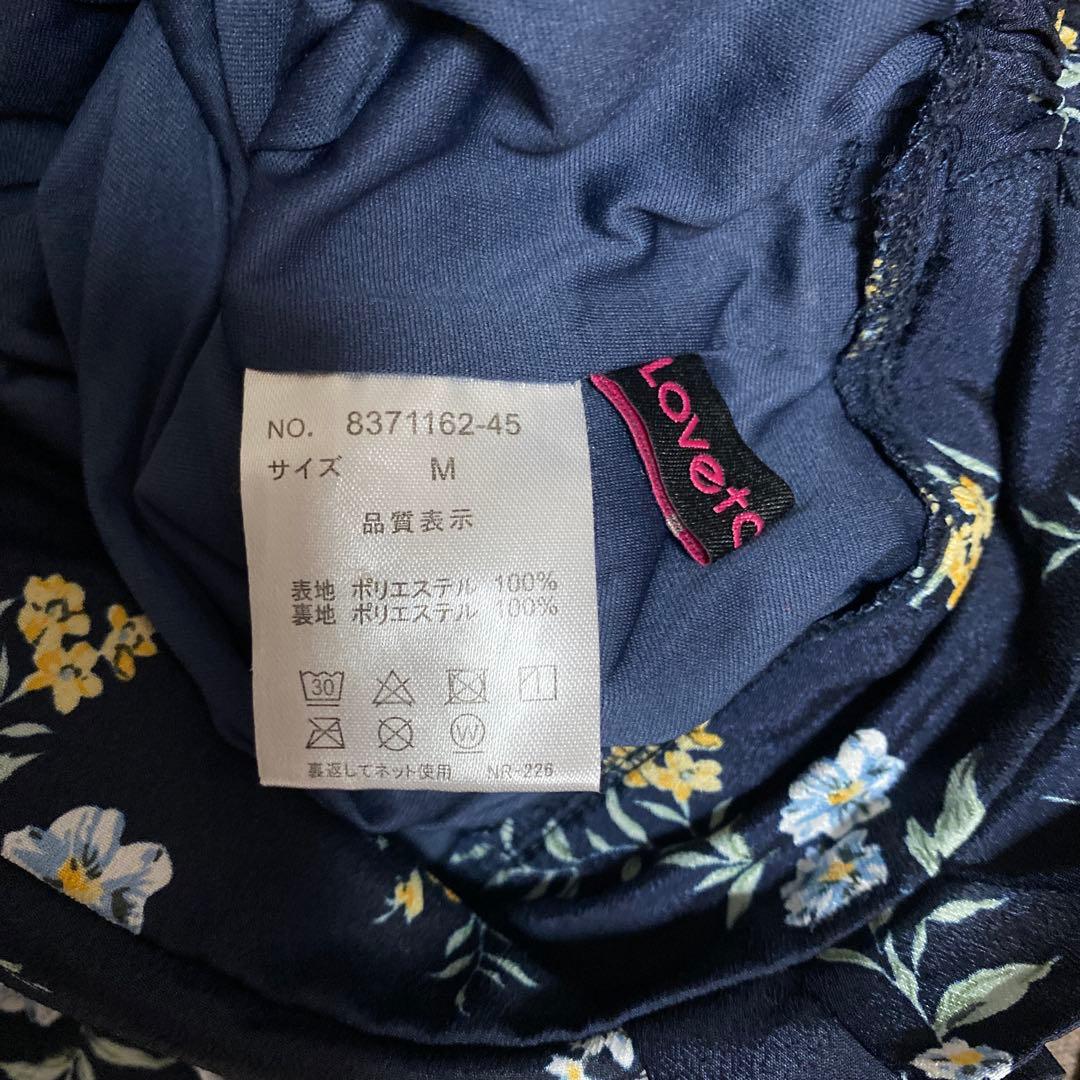 NO. 8371162-45
サイズ M
品質表示
表地 ポリエステル 100%
裏地 ポリエステル 100%
30
W
裏返してネット使用 NR-226
Loveto